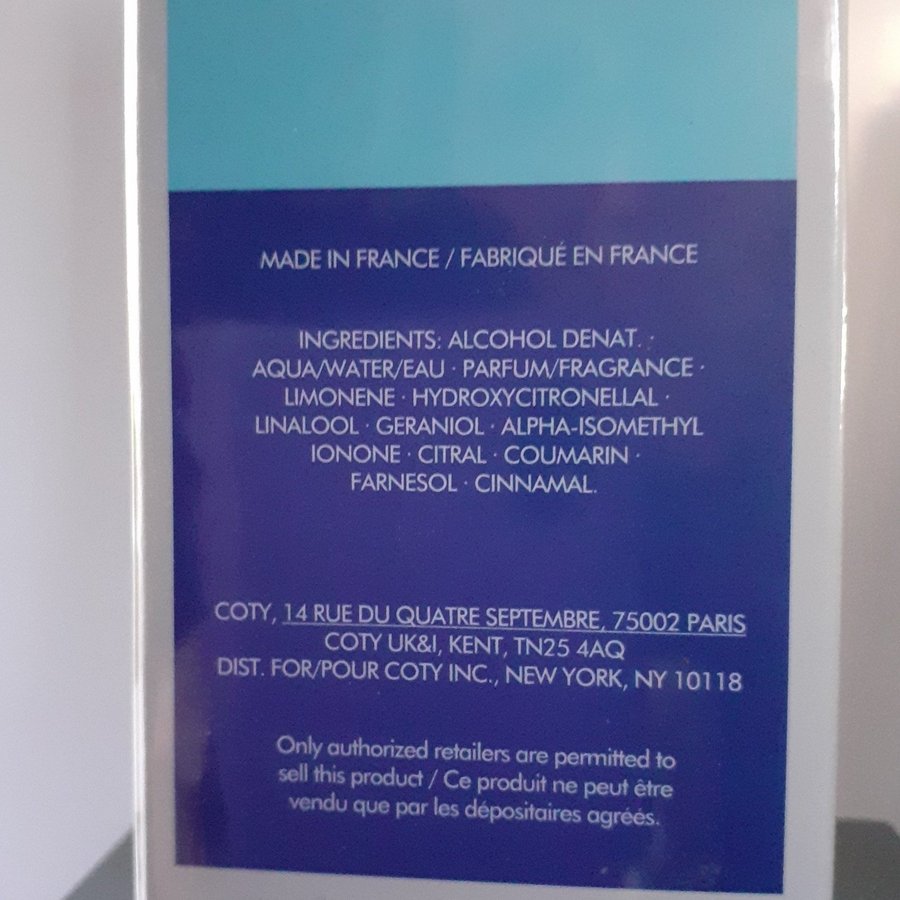 MADE IN FRANCE / FABRIQUÉ EN FRANCE
INGREDIENTS: ALCOHOL DENAT. ·
AQUA/WATER/EAU · PARFUM/FRAGRANCE ·
LIMONENE · HYDROXYCITRONELLAL ·
LINALOOL · GERANIOL · ALPHA-ISOMETHYL
IONONE · CITRAL · COUMARIN ·
FARNESOL · CINNAMAL.
COTY, 14 RUE DU QUATRE SEPTEMBRE, 75002 PARIS
COTY UK&I, KENT, TN25 4AQ
DIST. FOR/POUR COTY INC., NEW YORK, NY 10118
Only authorized retailers are permitted to
sell this product / Ce produit ne peut être
vendu que par les dépositaires agréés.